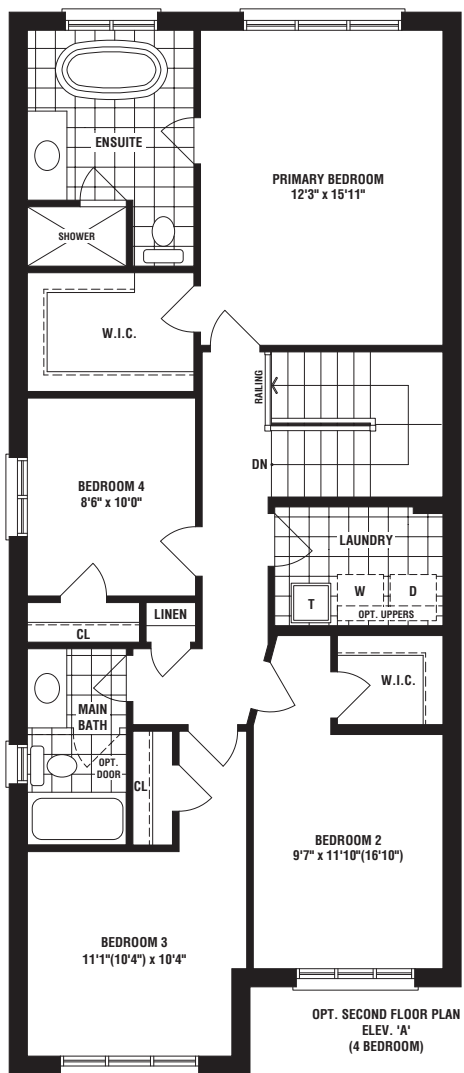 ENSUITE
PRIMARY BEDROOM
12'3" x 15'11"
SHOWER
W.I.C.
RAILING
BEDROOM 4
8'6" x 10'0"
DN
LAUNDRY
W
D
T
OPT. UPPERS
LINEN
CL
W.I.C.
MAIN
BATH
OPT.
DOOR
CL
BEDROOM 2
9'7" x 11'10"(16'10")
BEDROOM 3
11'1"(10'4") x 10'4"
OPT. SECOND FLOOR PLAN
ELEV. 'A'
(4 BEDROOM)